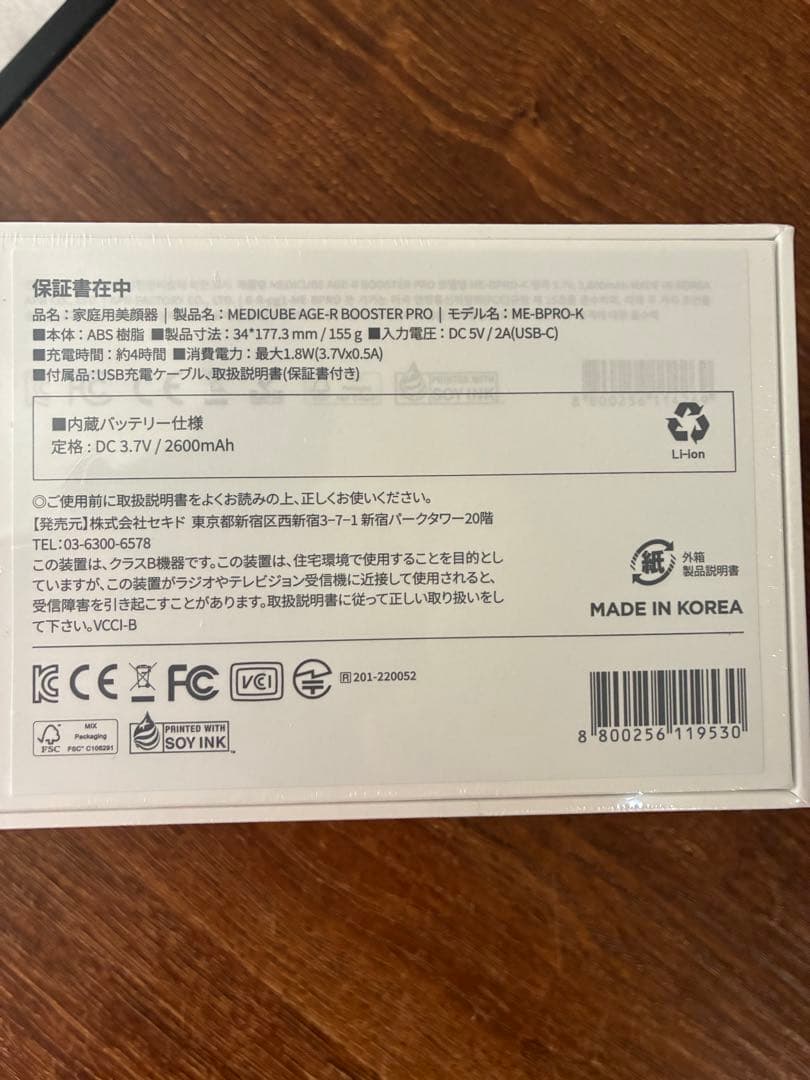 保証書在中
品名：家庭用美顔器 | 製品名：MEDICUBE AGE-R BOOSTER PRO | モデル名：ME-BPRO-K
■本体：ABS 樹脂 ■製品寸法：34*177.3 mm / 155 g ■入力電圧：DC 5V / 2A(USB-C)
■充電時間：約4時間 ■消費電力：最大1.8W(3.7Vx0.5A)
■付属品：USB充電ケーブル、取扱説明書(保証書付き)
■内蔵バッテリー仕様
定格 : DC 3.7V / 2600mAh
Li-ion
◎ご使用前に取扱説明書をよくお読みの上、正しくお使いください。
【発売元】株式会社セキド 東京都新宿区西新宿3-7-1 新宿パークタワー20階
TEL：03-6300-6578
この装置は、クラスB機器です。この装置は、住宅環境で使用することを目的とし
ていますが、この装置がラジオやテレビジョン受信機に近接して使用されると、
受信障害を引き起こすことがあります。取扱説明書に従って正しい取り扱いをし
て下さい。VCCI-B
紙
外箱
製品説明書
MADE IN KOREA
KC CE FC VCI R 201-220052
FSC
MIX
Packaging
FSC® C106291
PRINTED WITH
SOY INK™
8 800256 119530